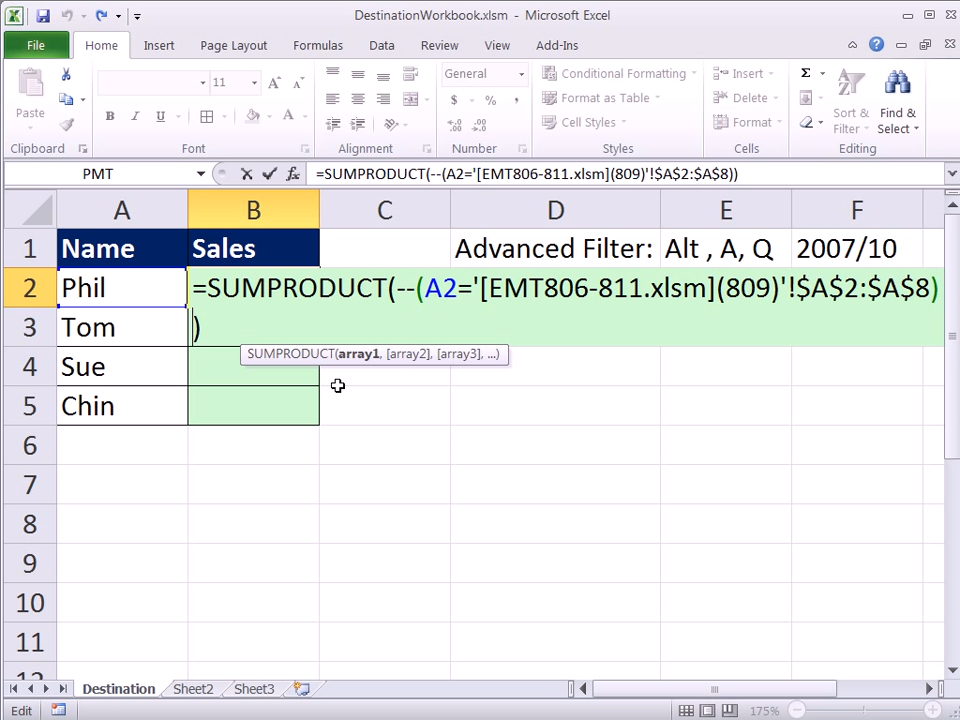 DestinationWorkbook.xlsm - Microsoft Excel
File Home Insert Page Layout Formulas Data Review View Add-Ins
11 General Conditional Formatting Insert Σ
Paste $ % , Format as Table Delete Sort & Find &
B I U A Cell Styles Format Filter Select
Clipboard Font Alignment Number Styles Cells Editing
PMT fx =SUMPRODUCT(--(A2='[EMT806-811.xlsm](809)'!$A$2:$A$8))
A B C D E F
1 Name Sales Advanced Filter: Alt , A, Q 2007/10
2 Phil =SUMPRODUCT(--(A2='[EMT806-811.xlsm](809)'!$A$2:$A$8)
3 Tom )
SUMPRODUCT(array1, [array2], [array3], ...)
4 Sue
5 Chin
6
7
8
9
10
11
12
Destination Sheet2 Sheet3
Edit 175%